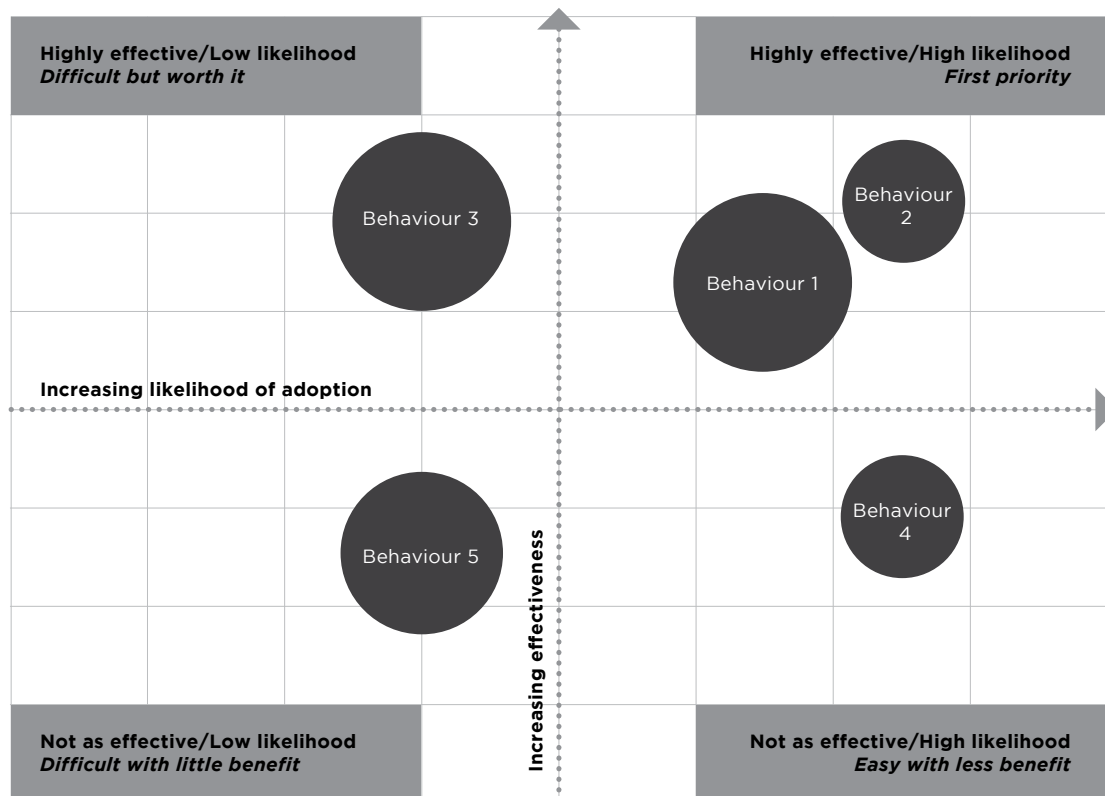 Highly effective/Low likelihood
Difficult but worth it
Highly effective/High likelihood
First priority
Behaviour 3
Behaviour
2
Behaviour 1
Increasing likelihood of adoption
Behaviour 5
Behaviour
4
Increasing effectiveness
Not as effective/Low likelihood
Difficult with little benefit
Not as effective/High likelihood
Easy with less benefit